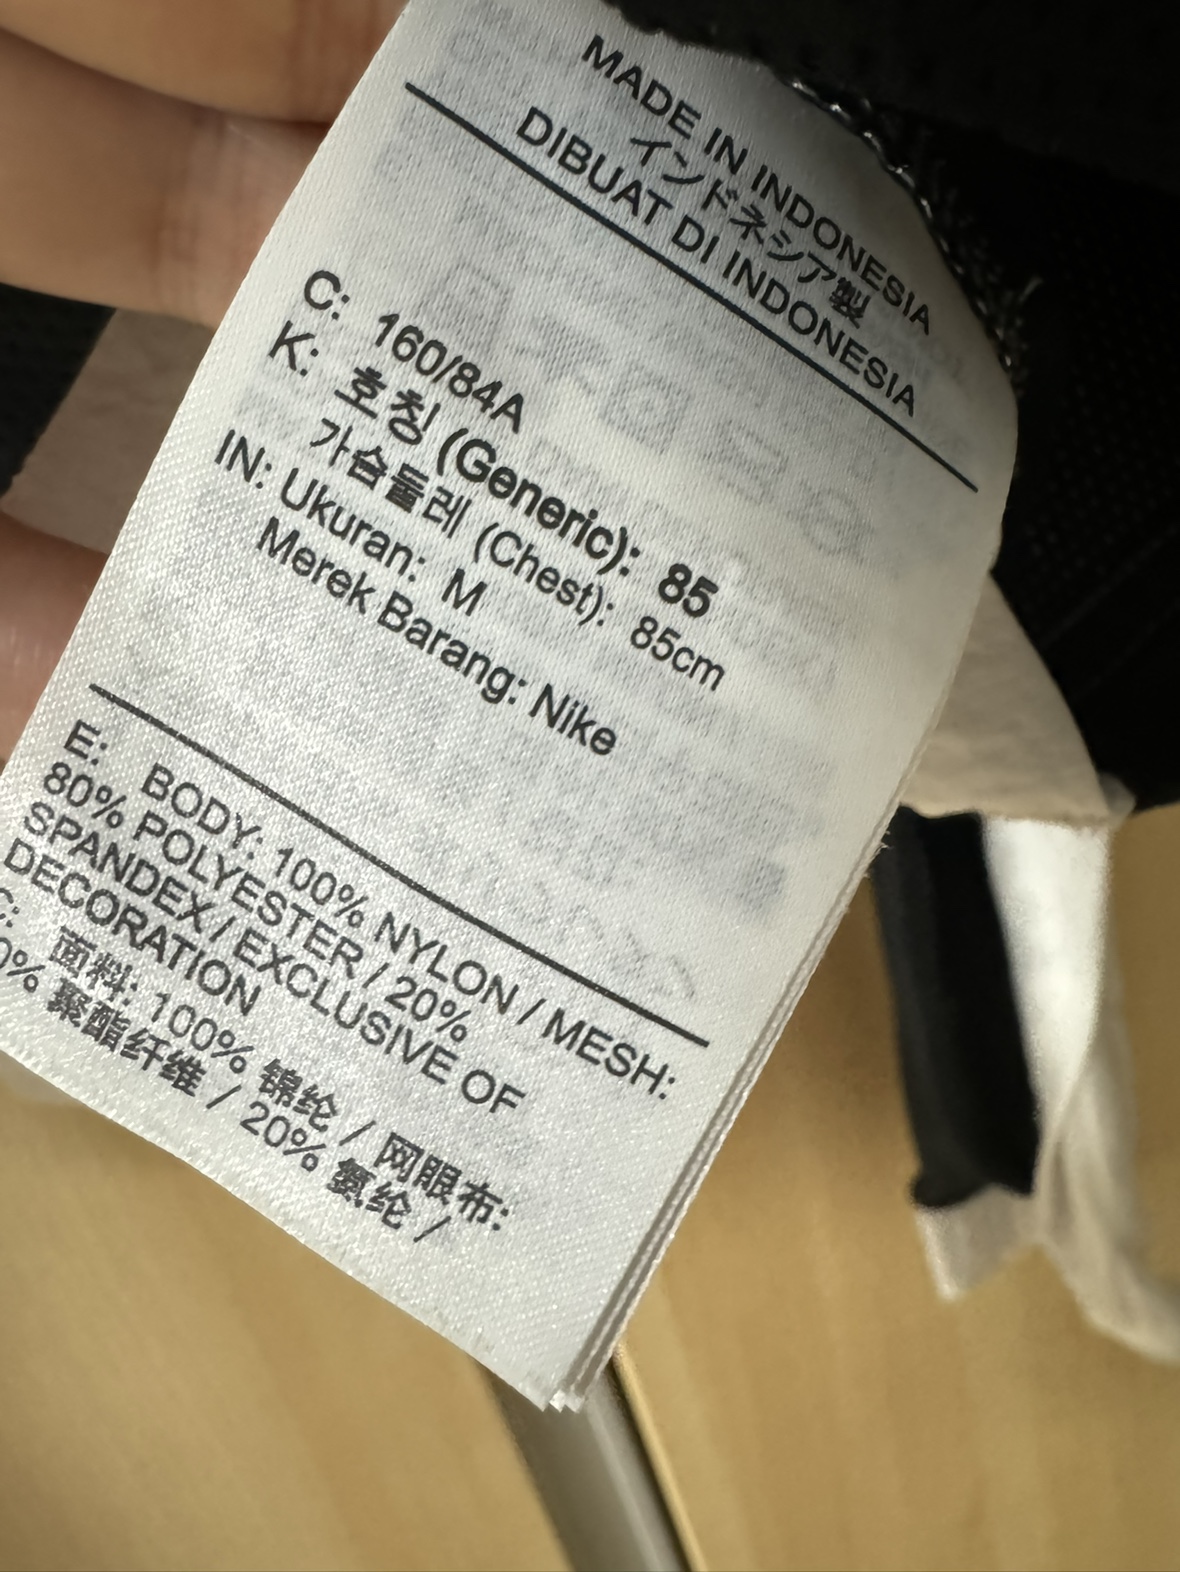 MADE IN INDONESIA
インドネシア製
DIBUAT DI INDONESIA
C: 160/84A
K: 호칭 (Generic): 85
가슴둘레 (Chest): 85cm
IN: Ukuran: M
Merek Barang: Nike
E: BODY: 100% NYLON / MESH:
80% POLYESTER / 20%
SPANDEX / EXCLUSIVE OF
DECORATION
C: 面料: 100% 锦纶 / 网眼布:
0% 聚酯纤维 / 20% 氨纶 /